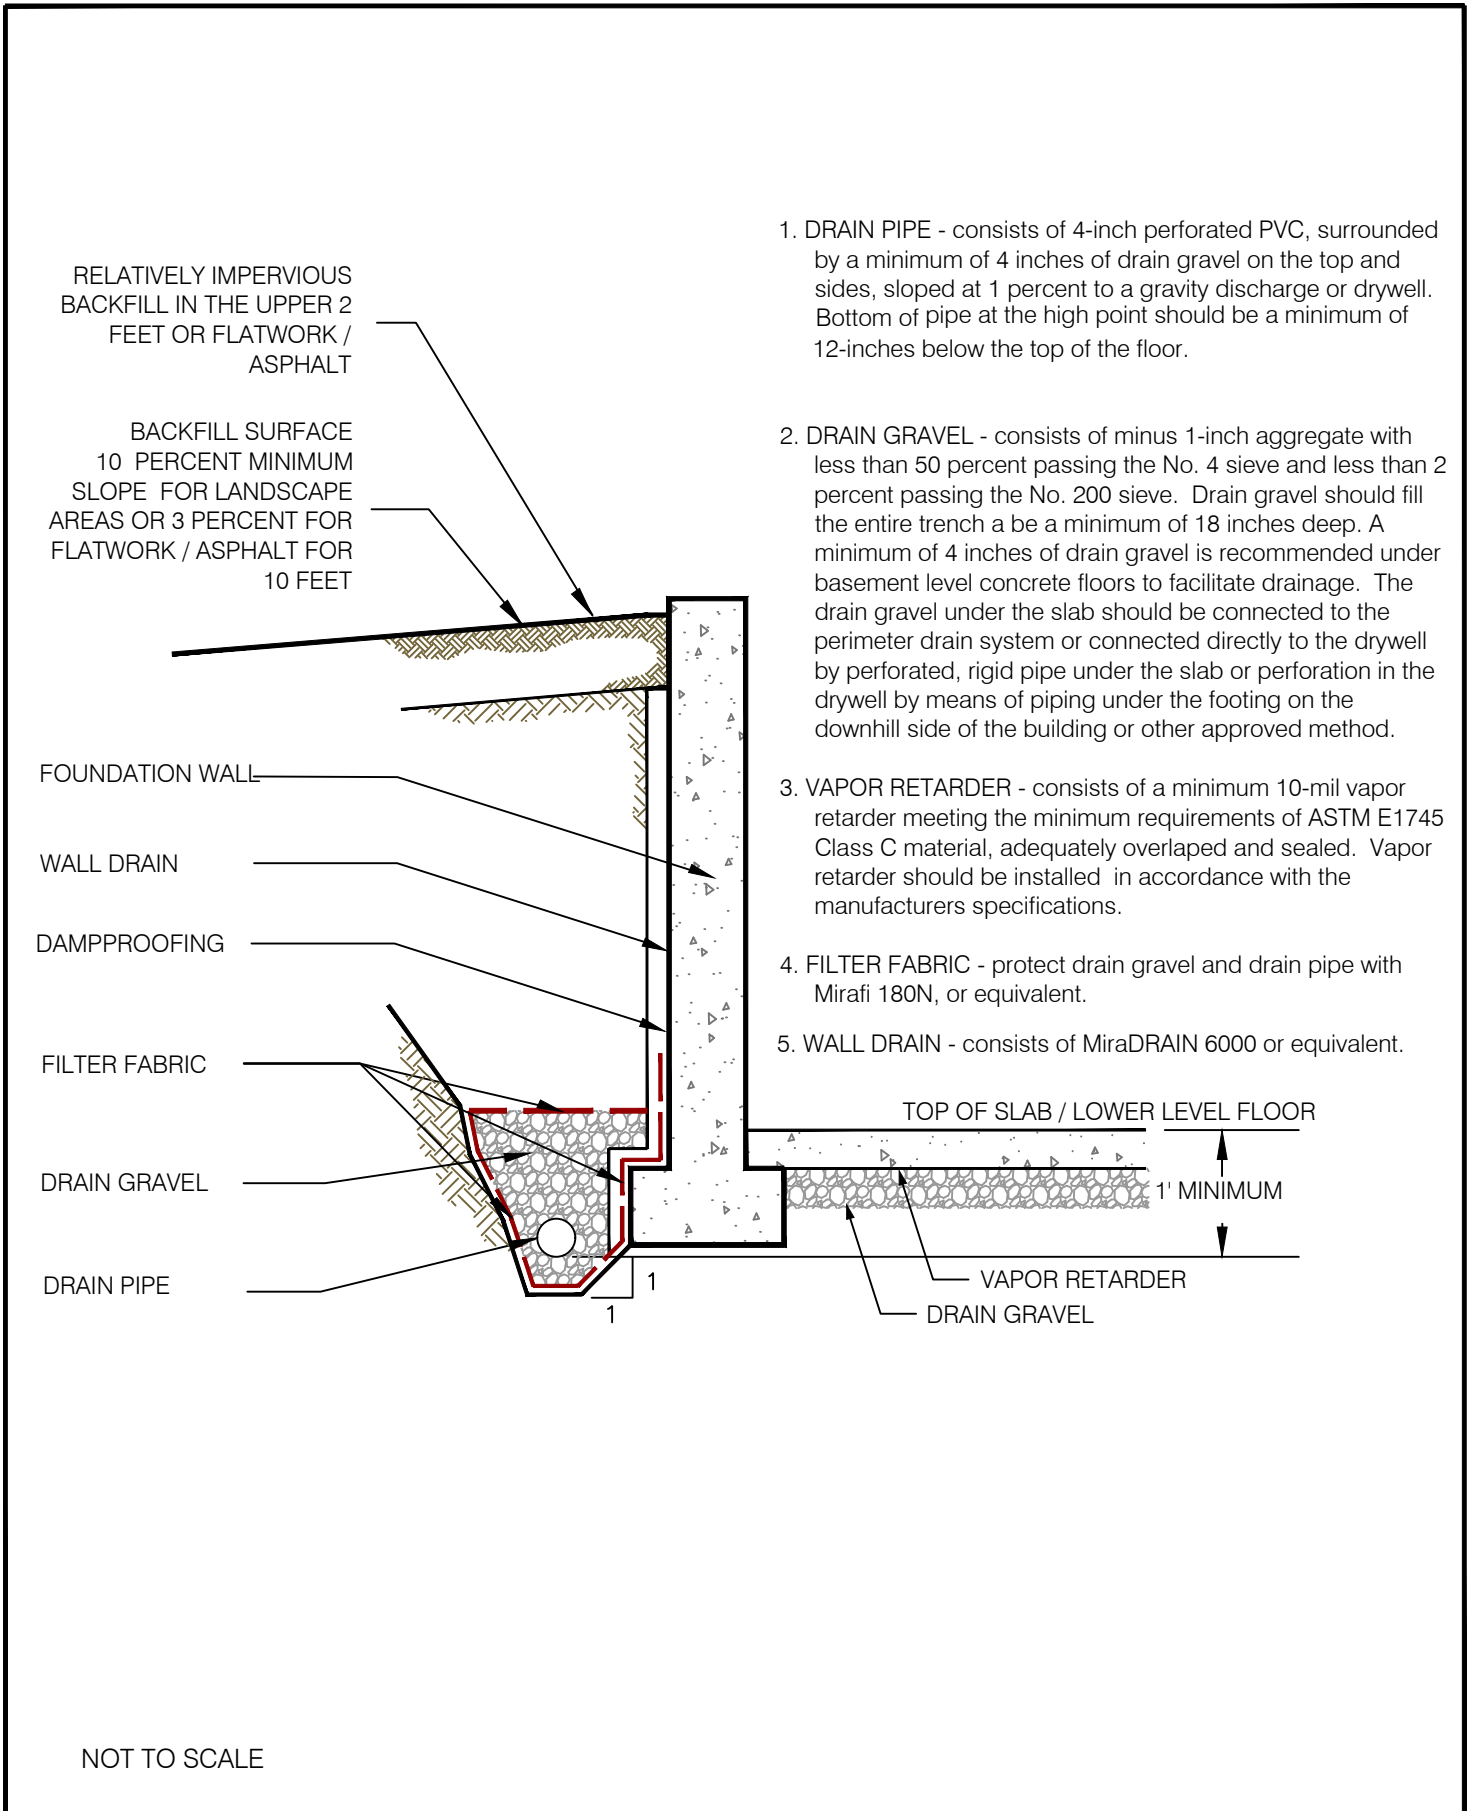 RELATIVELY IMPERVIOUS
BACKFILL IN THE UPPER 2
FEET OR FLATWORK /
ASPHALT
BACKFILL SURFACE
10 PERCENT MINIMUM
SLOPE FOR LANDSCAPE
AREAS OR 3 PERCENT FOR
FLATWORK / ASPHALT FOR
10 FEET
FOUNDATION WALL
WALL DRAIN
DAMPPROOFING
FILTER FABRIC
DRAIN GRAVEL
DRAIN PIPE
1. DRAIN PIPE - consists of 4-inch perforated PVC, surrounded
by a minimum of 4 inches of drain gravel on the top and
sides, sloped at 1 percent to a gravity discharge or drywell.
Bottom of pipe at the high point should be a minimum of
12-inches below the top of the floor.
2. DRAIN GRAVEL - consists of minus 1-inch aggregate with
less than 50 percent passing the No. 4 sieve and less than 2
percent passing the No. 200 sieve. Drain gravel should fill
the entire trench a be a minimum of 18 inches deep. A
minimum of 4 inches of drain gravel is recommended under
basement level concrete floors to facilitate drainage. The
drain gravel under the slab should be connected to the
perimeter drain system or connected directly to the drywell
by perforated, rigid pipe under the slab or perforation in the
drywell by means of piping under the footing on the
downhill side of the building or other approved method.
3. VAPOR RETARDER - consists of a minimum 10-mil vapor
retarder meeting the minimum requirements of ASTM E1745
Class C material, adequately overlaped and sealed. Vapor
retarder should be installed in accordance with the
manufacturers specifications.
4. FILTER FABRIC - protect drain gravel and drain pipe with
Mirafi 180N, or equivalent.
5. WALL DRAIN - consists of MiraDRAIN 6000 or equivalent.
TOP OF SLAB / LOWER LEVEL FLOOR
1' MINIMUM
VAPOR RETARDER
DRAIN GRAVEL
1
1
NOT TO SCALE